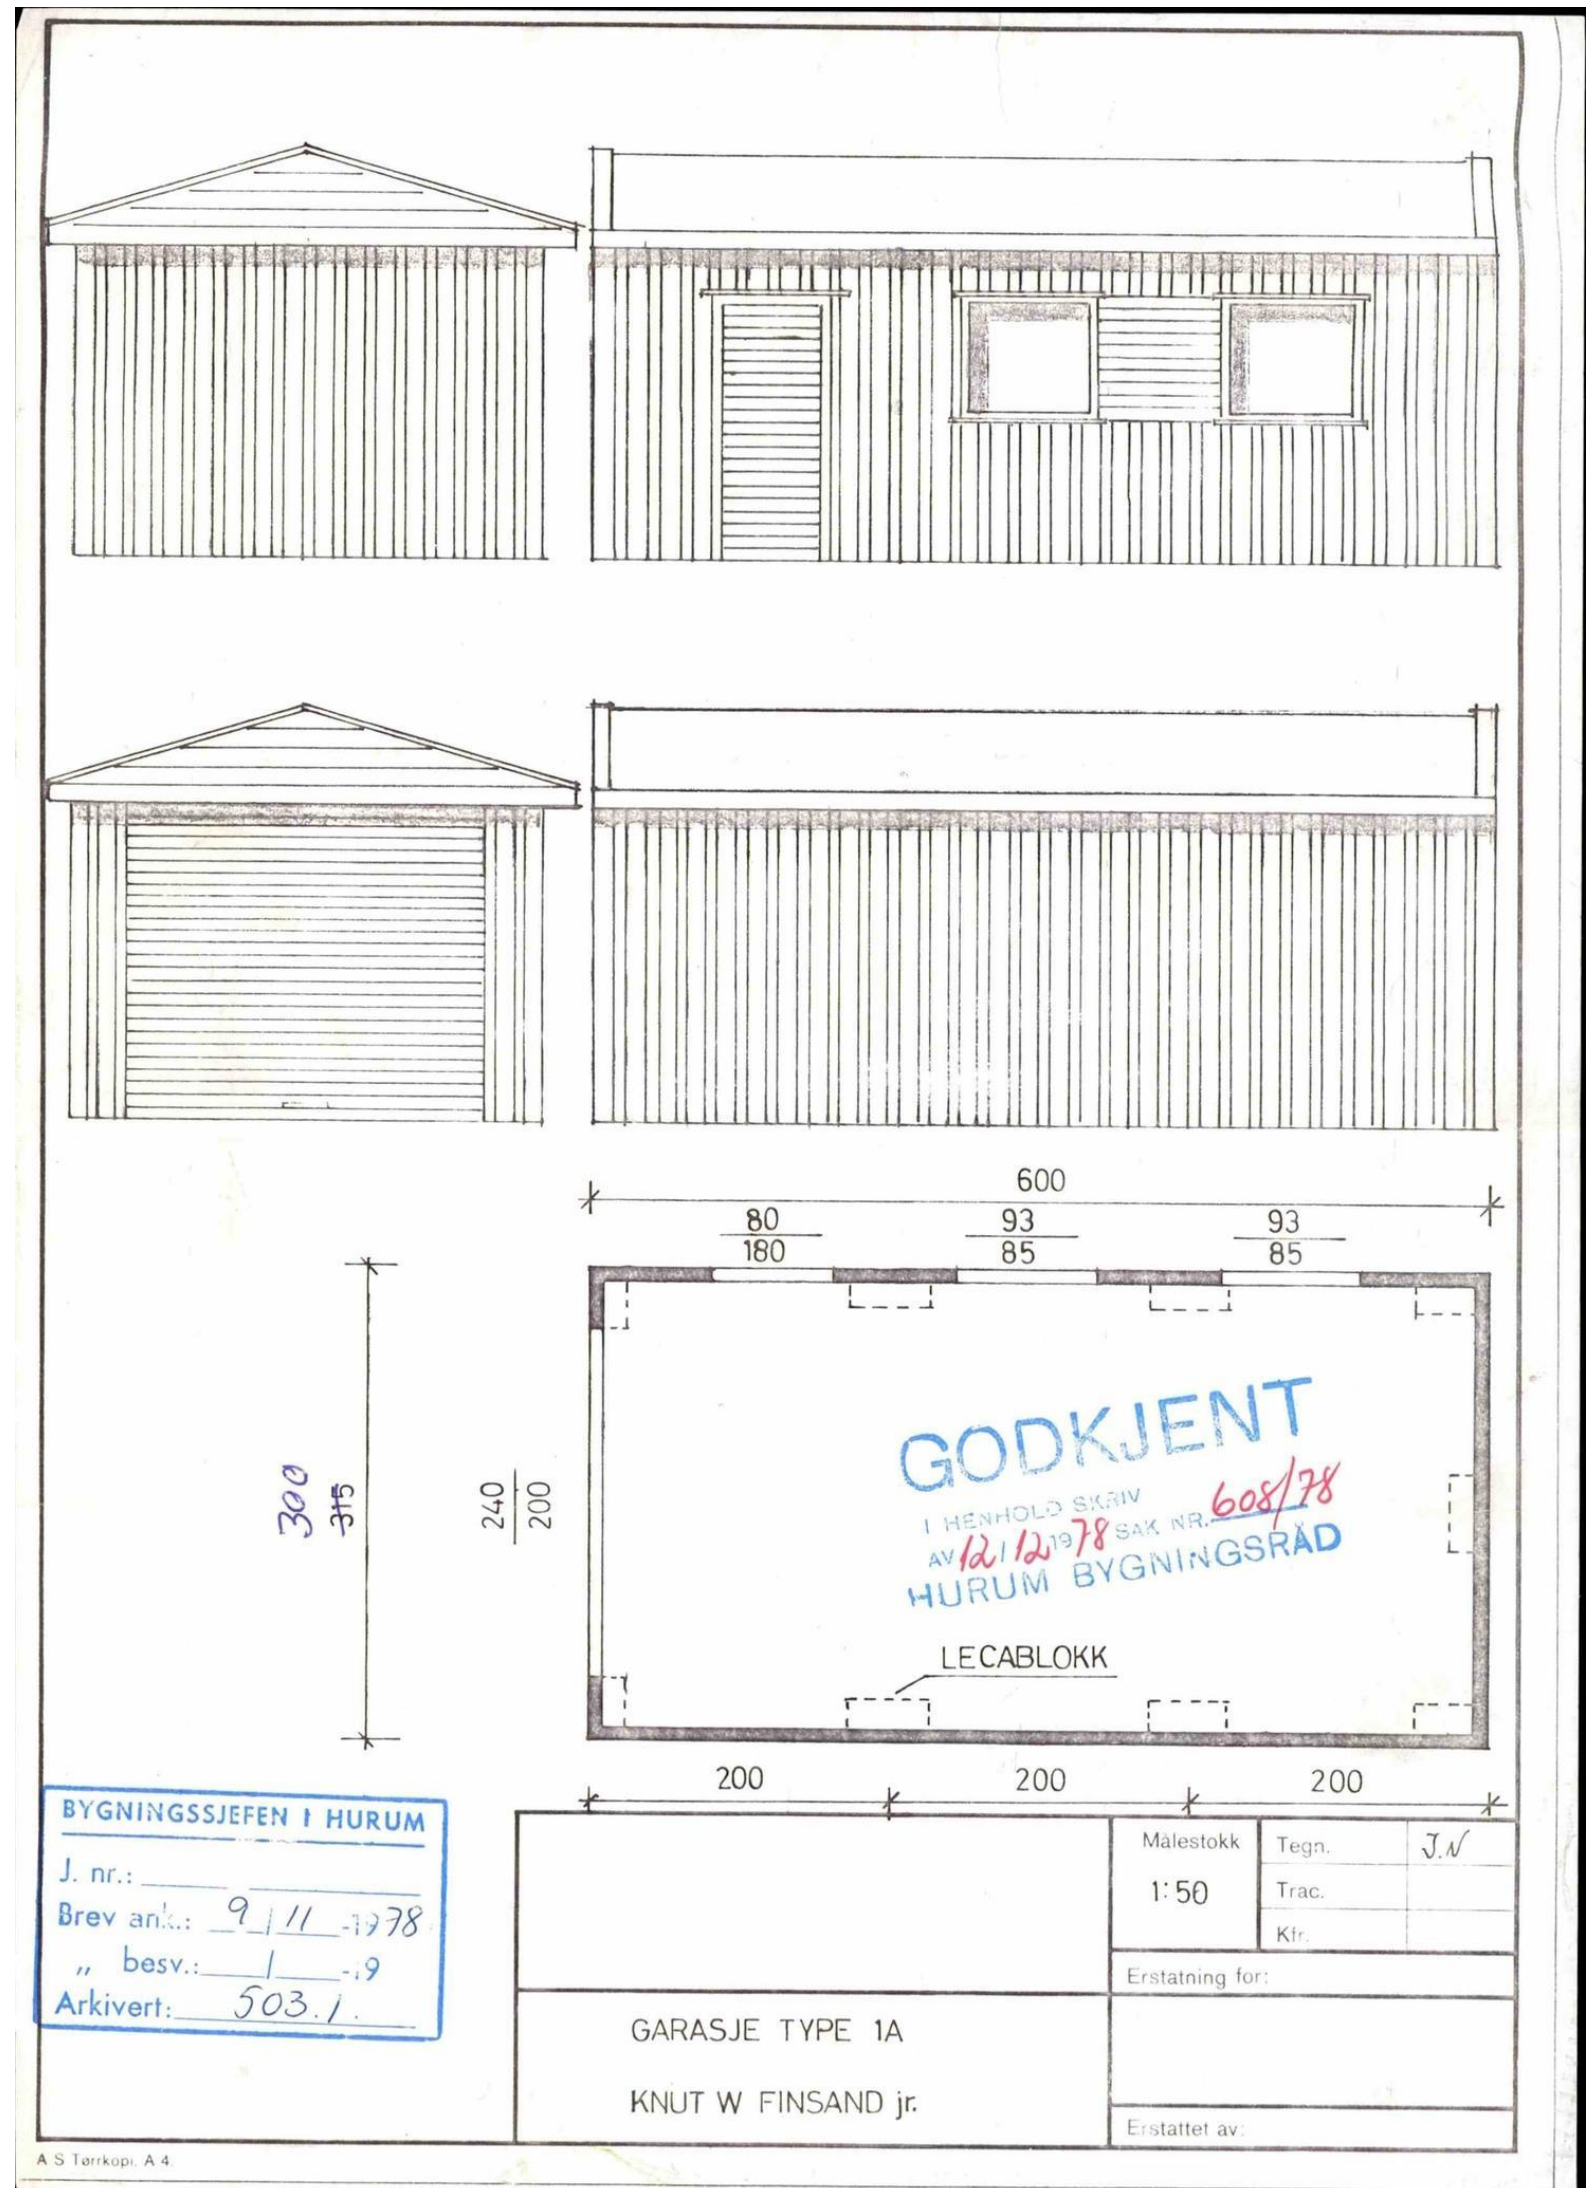 600
80
180
93
85
93
85
300
315
240
200
GODKJENT
I HENHOLD SKRIV
AV 12/12 1978 SAK NR. 608/78
HURUM BYGNINGSRÅD
LECABLOKK
200 200 200
BYGNINGSSJEFEN I HURUM
J. nr.:
Brev ank.: 9/11-1978
„ besv.: / -19
Arkivert: 503.1.
Målestokk
1:50
Tegn. J.N
Trac.
Kfr.
Erstatning for:
GARASJE TYPE 1A
KNUT W FINSAND jr.
Erstattet av:
A S Tørrkopi. A 4.